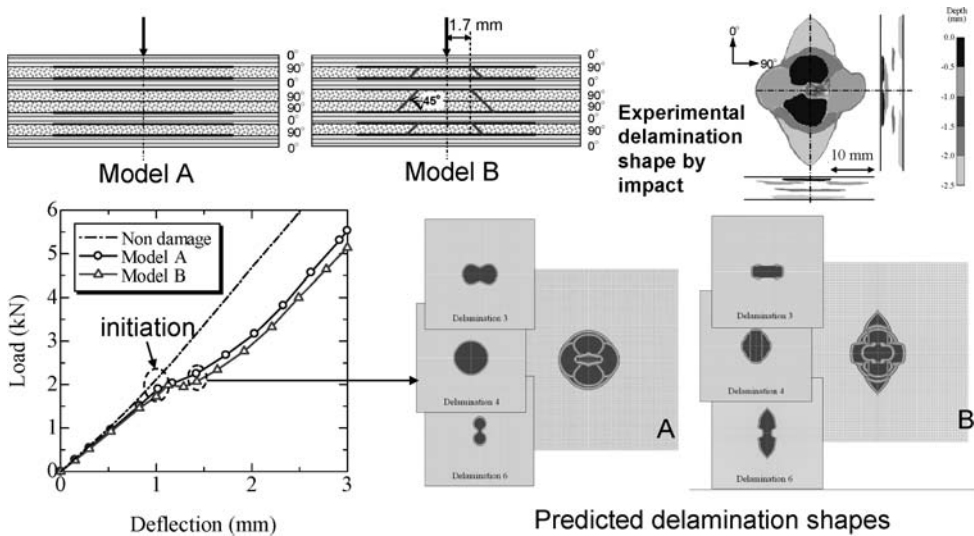 1.7 mm
0°
90°
0°
90°
0°
90°
0°
45°
0°
90°
0°
90°
0°
90°
0°
Model A
Model B
0°
90°
Experimental
delamination
shape by
impact
10 mm
Depth
(mm)
0.0
-0.5
-1.0
-2.0
-2.5
Load (kN)
6
5
4
3
2
1
0
0
1
2
3
Deflection (mm)
Non damage
Model A
Model B
initiation
Delamination 3
Delamination 4
Delamination 6
A
Delamination 3
Delamination 4
Delamination 6
B
Predicted delamination shapes